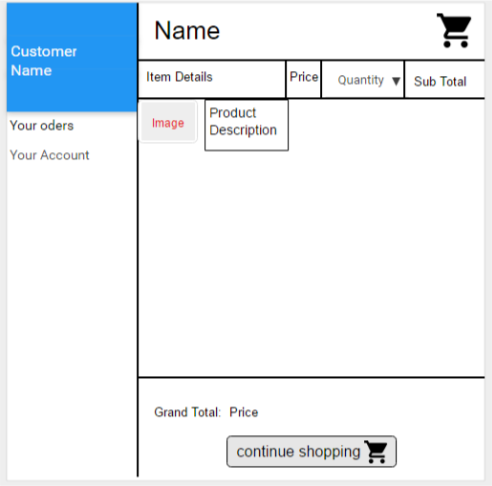 Customer
Name
Your oders
Your Account
Name
Item Details Price Quantity Sub Total
Image
Product
Description
Grand Total: Price
continue shopping